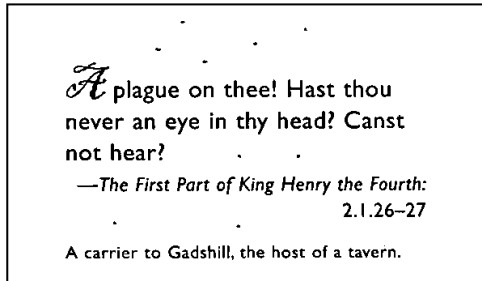 A plague on thee! Hast thou
never an eye in thy head? Canst
not hear?
—The First Part of King Henry the Fourth:
2.1.26–27
A carrier to Gadshill, the host of a tavern.